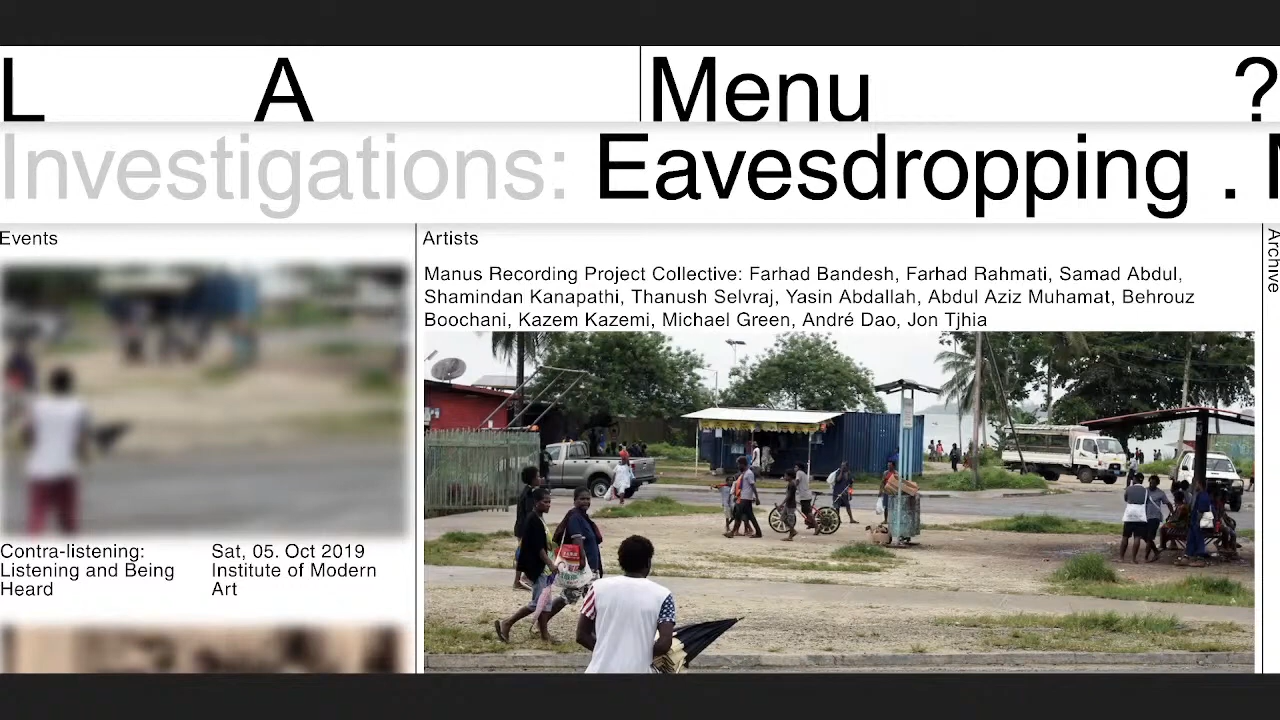 L A
Menu ?
Investigations: Eavesdropping .
Events
Contra-listening:
Listening and Being
Heard
Sat, 05. Oct 2019
Institute of Modern
Art
Artists
Manus Recording Project Collective: Farhad Bandesh, Farhad Rahmati, Samad Abdul,
Shamindan Kanapathi, Thanush Selvraj, Yasin Abdallah, Abdul Aziz Muhamat, Behrouz
Boochani, Kazem Kazemi, Michael Green, André Dao, Jon Tjhia
Archive